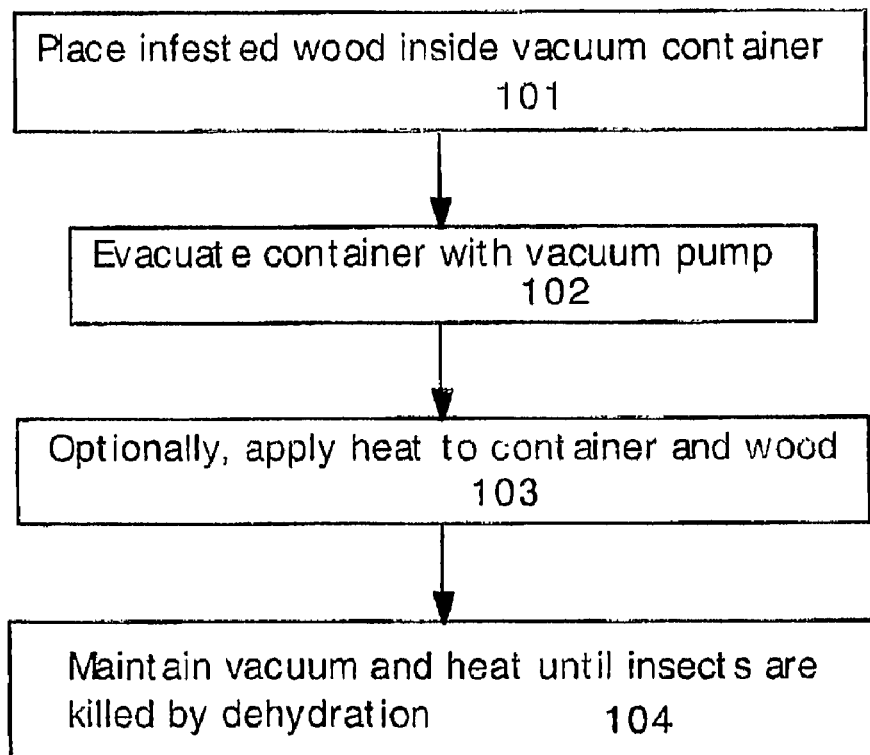 Place infested wood inside vacuum container
101
Evacuate container with vacuum pump
102
Optionally, apply heat to container and wood
103
Maintain vacuum and heat until insects are
killed by dehydration 104